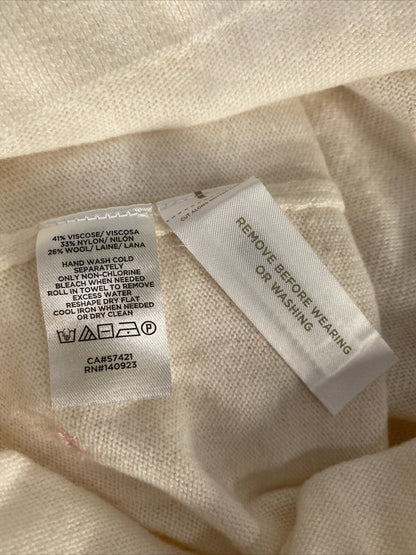 41% VISCOSE/ VISCOSA
33% NYLON/ NILÓN
26% WOOL/ LAINE/ LANA
HAND WASH COLD
SEPARATELY
ONLY NON-CHLORINE
BLEACH WHEN NEEDED
ROLL IN TOWEL TO REMOVE
EXCESS WATER
RESHAPE DRY FLAT
COOL IRON WHEN NEEDED
OR DRY CLEAN
P
CA#57421
RN#140923
REMOVE BEFORE WEARING
OR WASHING